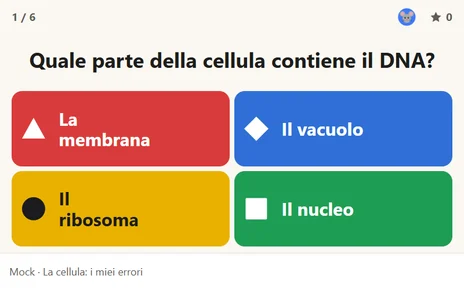 1 / 6
★ 0
Quale parte della cellula contiene il DNA?
La
membrana
Il vacuolo
Il
ribosoma
Il nucleo
Mock · La cellula: i miei errori